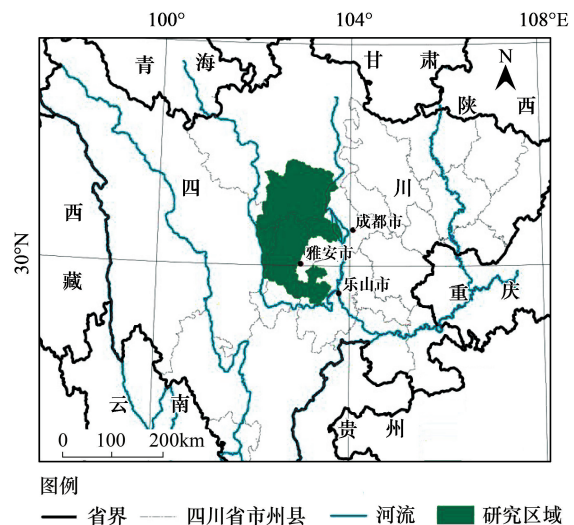 100° 104° 108°E
青 海 甘 肃 N
陕 西
四 川
成都市
西 30°N
雅安市
藏 乐山市
重 庆
云 南 贵 州
0 100 200km
图例
省界 四川省市州县 河流 研究区域